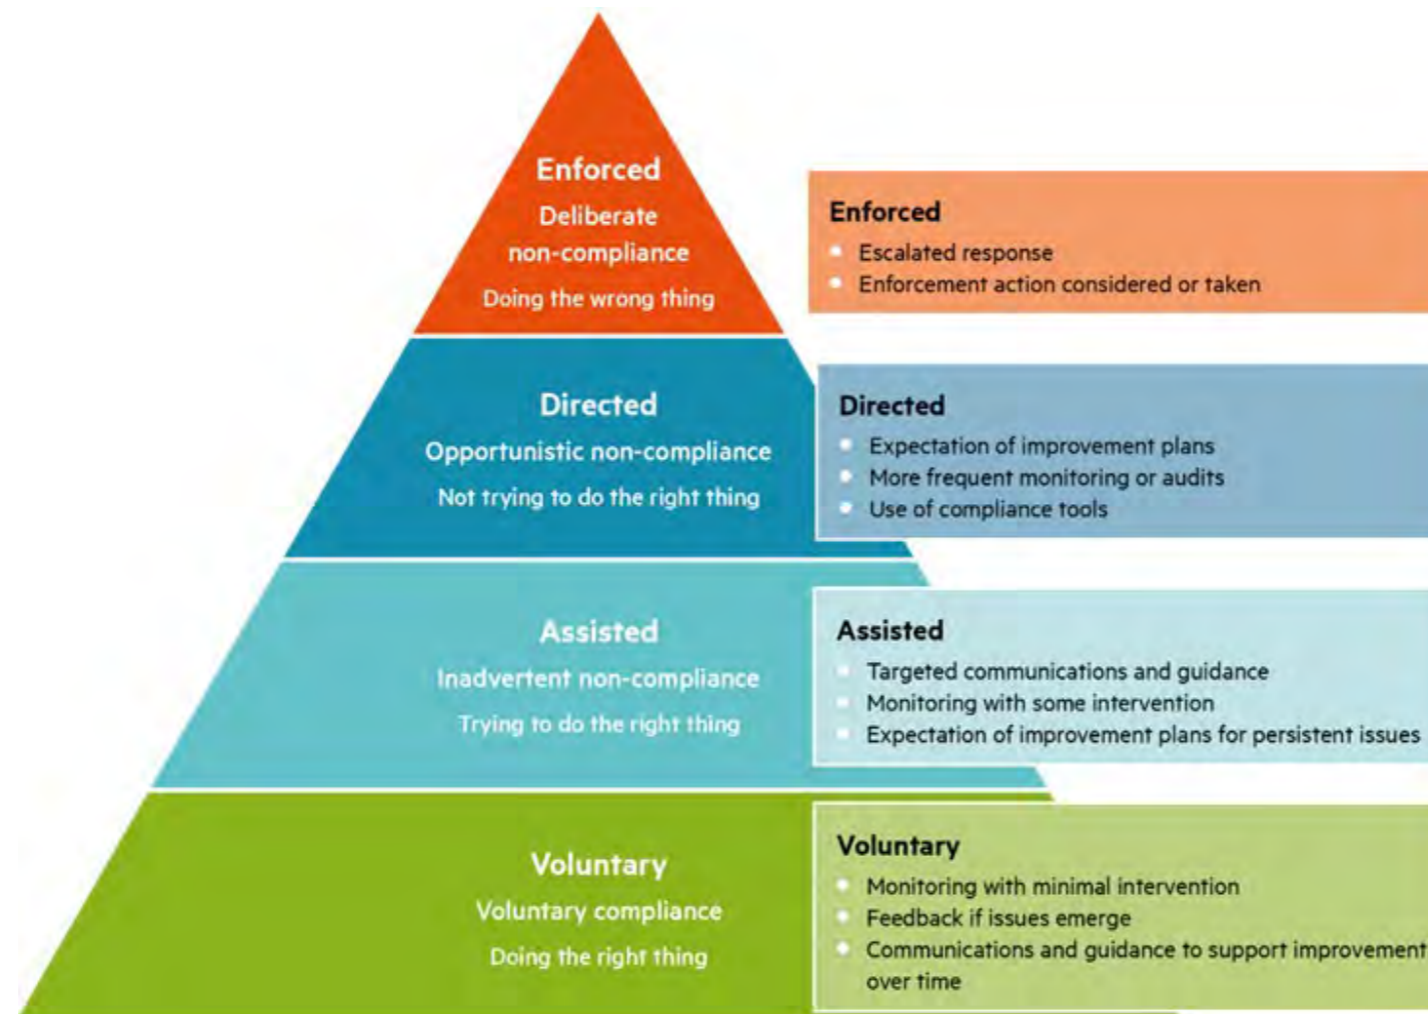 Enforced
Deliberate
non-compliance
Doing the wrong thing
Enforced
Escalated response
Enforcement action considered or taken
Directed
Opportunistic non-compliance
Not trying to do the right thing
Directed
Expectation of improvement plans
More frequent monitoring or audits
Use of compliance tools
Assisted
Inadvertent non-compliance
Trying to do the right thing
Assisted
Targeted communications and guidance
Monitoring with some intervention
Expectation of improvement plans for persistent issues
Voluntary
Voluntary compliance
Doing the right thing
Voluntary
Monitoring with minimal intervention
Feedback if issues emerge
Communications and guidance to support improvement
over time